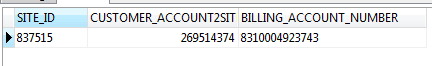 SITE_ID CUSTOMER_ACCOUNT2SIT BILLING_ACCOUNT_NUMBER
837515 269514374 8310004923743